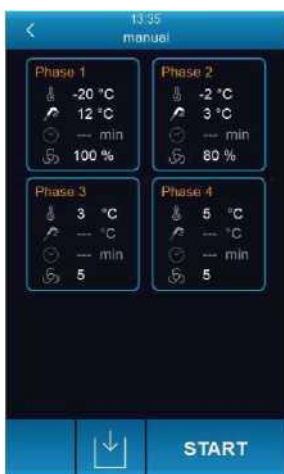 13:35
manual
Phase 1
-20 °C
12 °C
--- min
100 %
Phase 2
-2 °C
3 °C
--- min
80 %
Phase 3
3 °C
--- °C
--- min
5
Phase 4
5 °C
--- °C
--- min
5
START